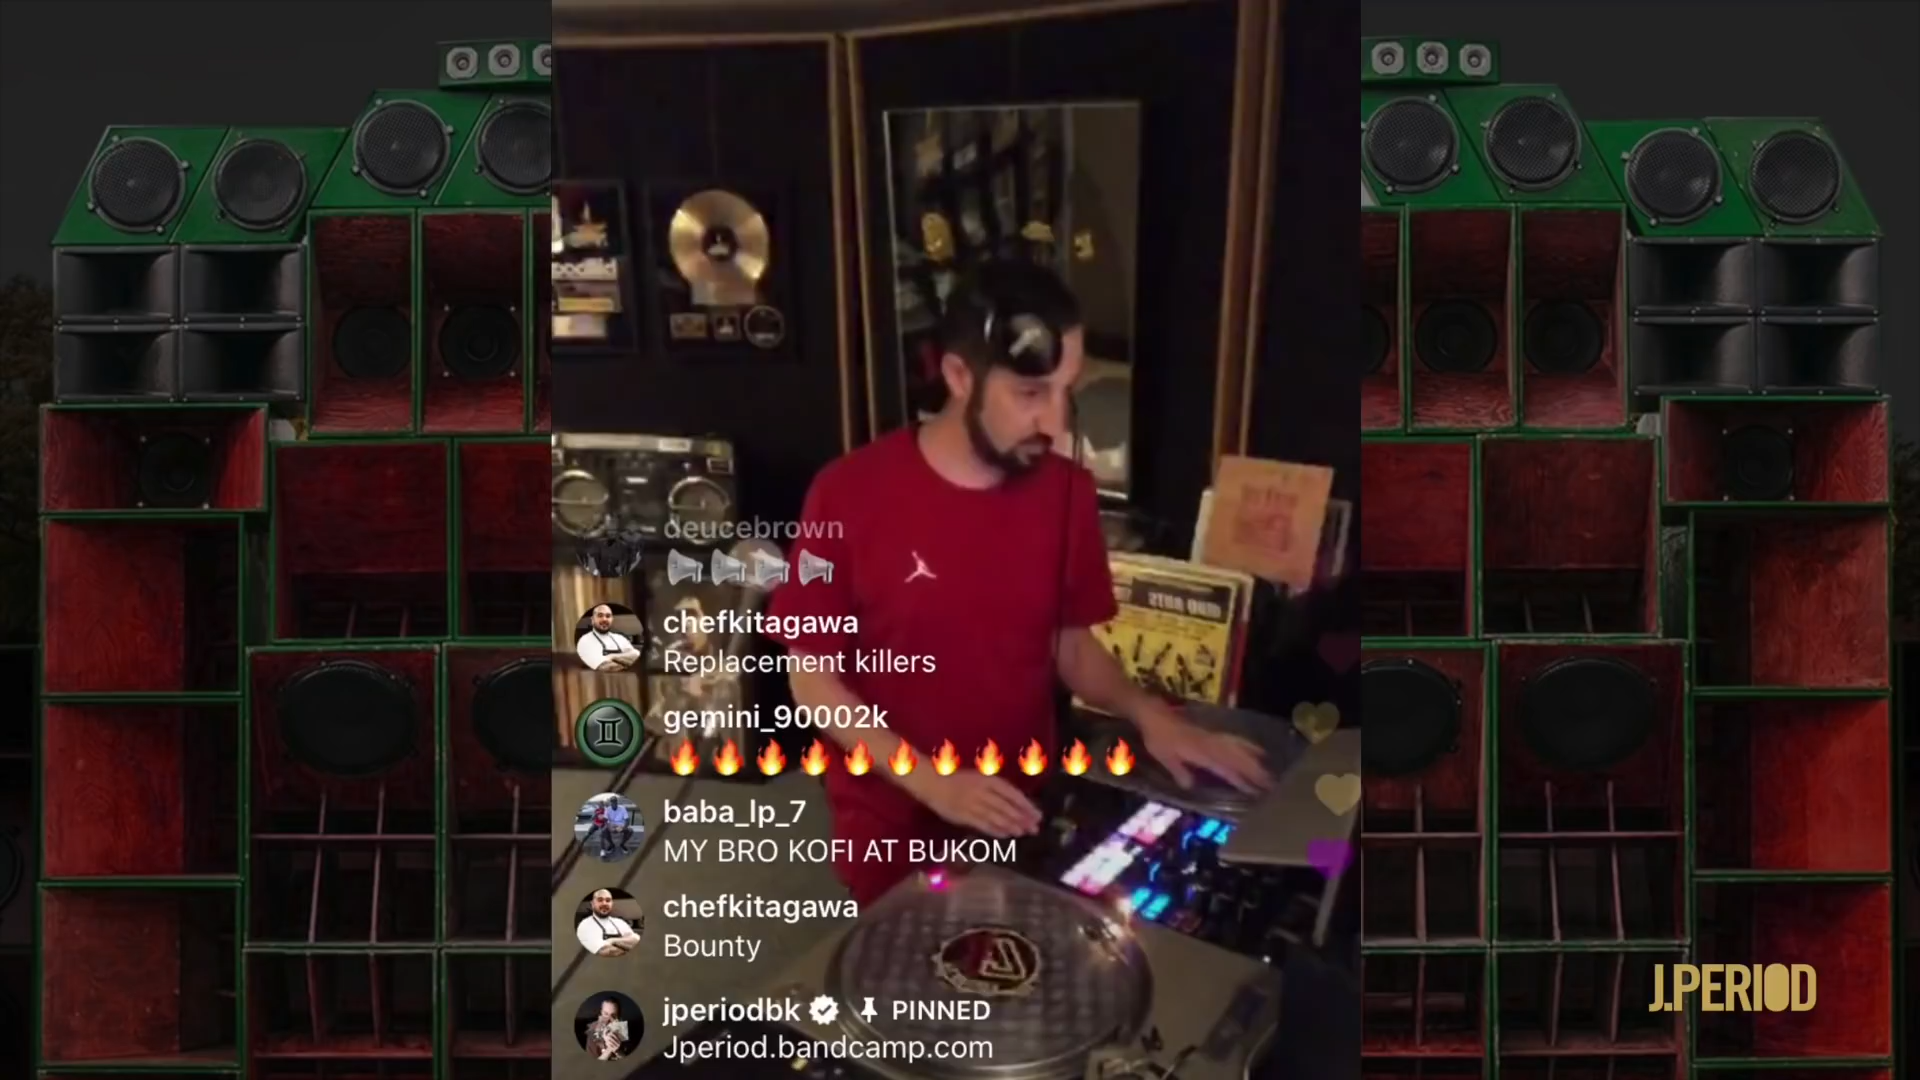 deucebrown
chefkitagawa
Replacement killers
gemini_90002k
baba_lp_7
MY BRO KOFI AT BUKOM
chefkitagawa
Bounty
jperiodbk PINNED
Jperiod.bandcamp.com
J.PERIOD